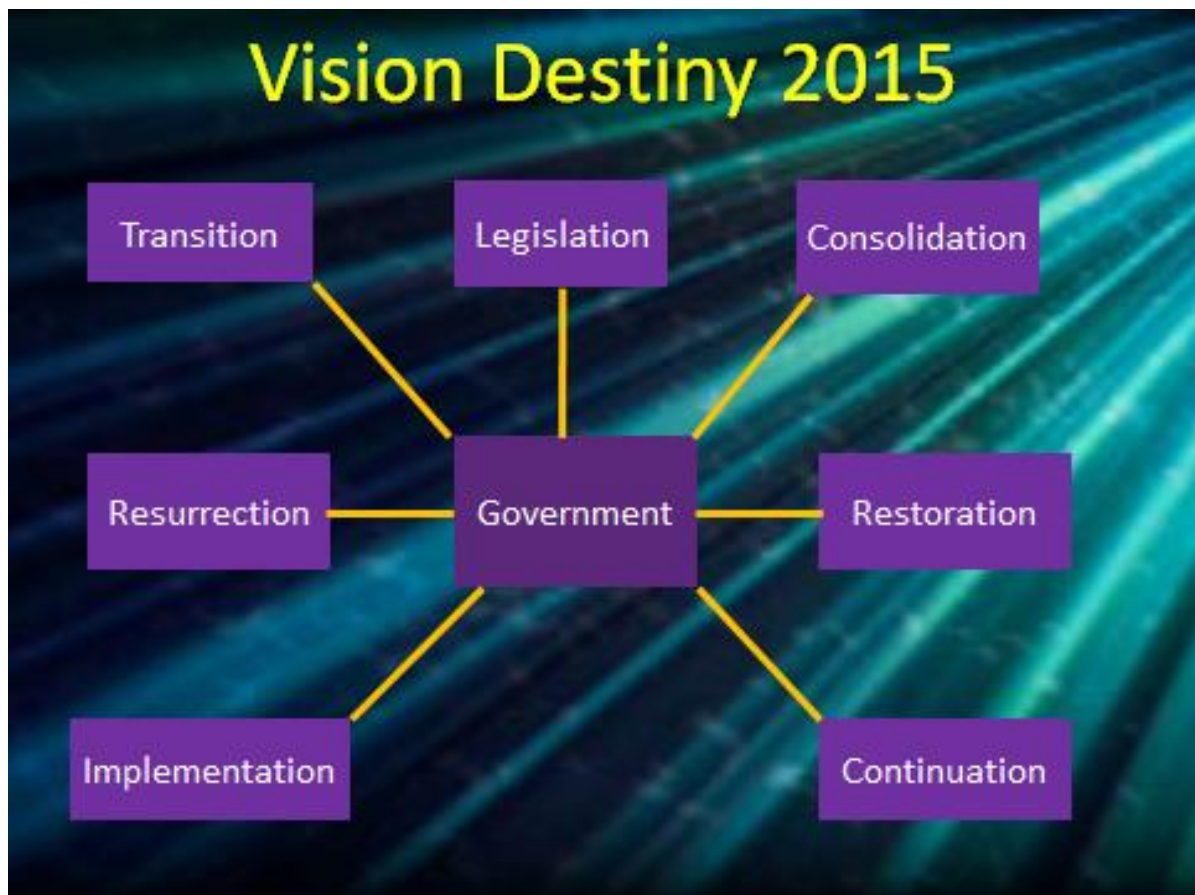 Vision Destiny 2015
Transition
Legislation
Consolidation
Resurrection
Government
Restoration
Implementation
Continuation